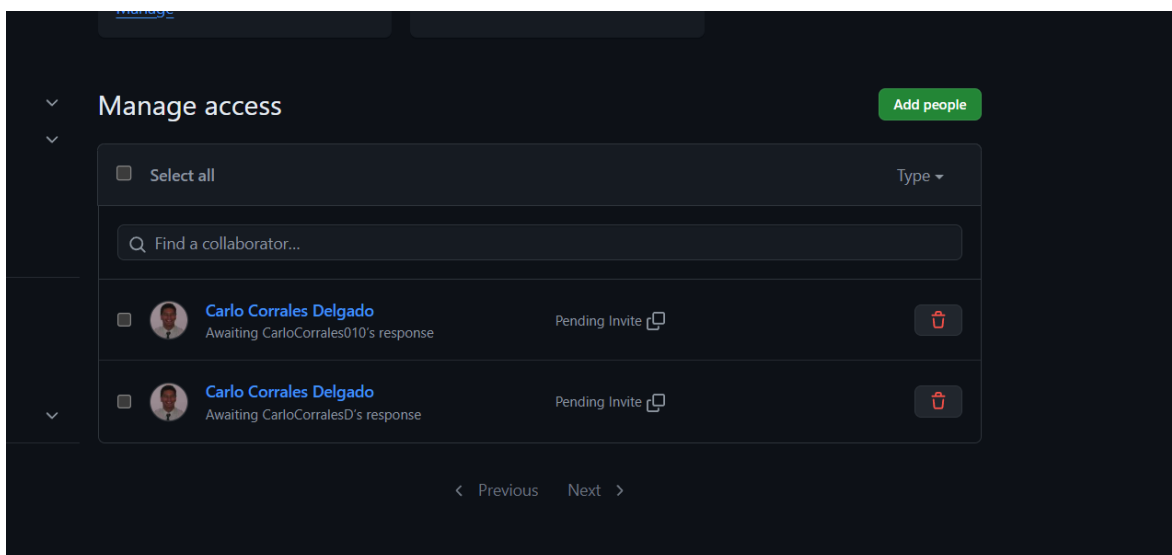 Manage
Manage access
Add people
Select all
Type
Find a collaborator...
Carlo Corrales Delgado
Awaiting CarloCorrales010's response
Pending Invite
Carlo Corrales Delgado
Awaiting CarloCorralesD's response
Pending Invite
Previous Next